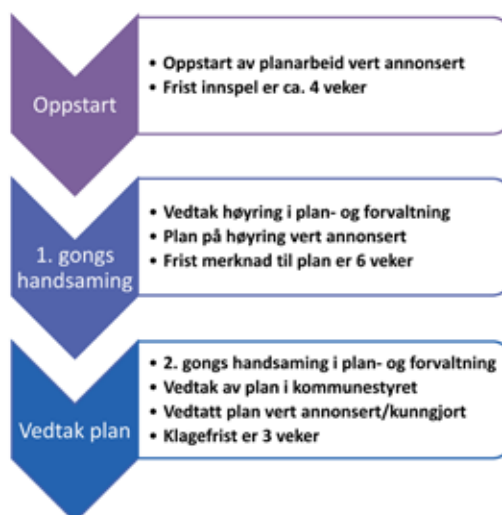 Oppstart
• Oppstart av planarbeid vert annonsert
• Frist innspel er ca. 4 veker
1. gongs
handsaming
• Vedtak høyring i plan- og forvaltning
• Plan på høyring vert annonsert
• Frist merknad til plan er 6 veker
Vedtak plan
• 2. gongs handsaming i plan- og forvaltning
• Vedtak av plan i kommunestyret
• Vedtatt plan vert annonsert/kunngjort
• Klagefrist er 3 veker